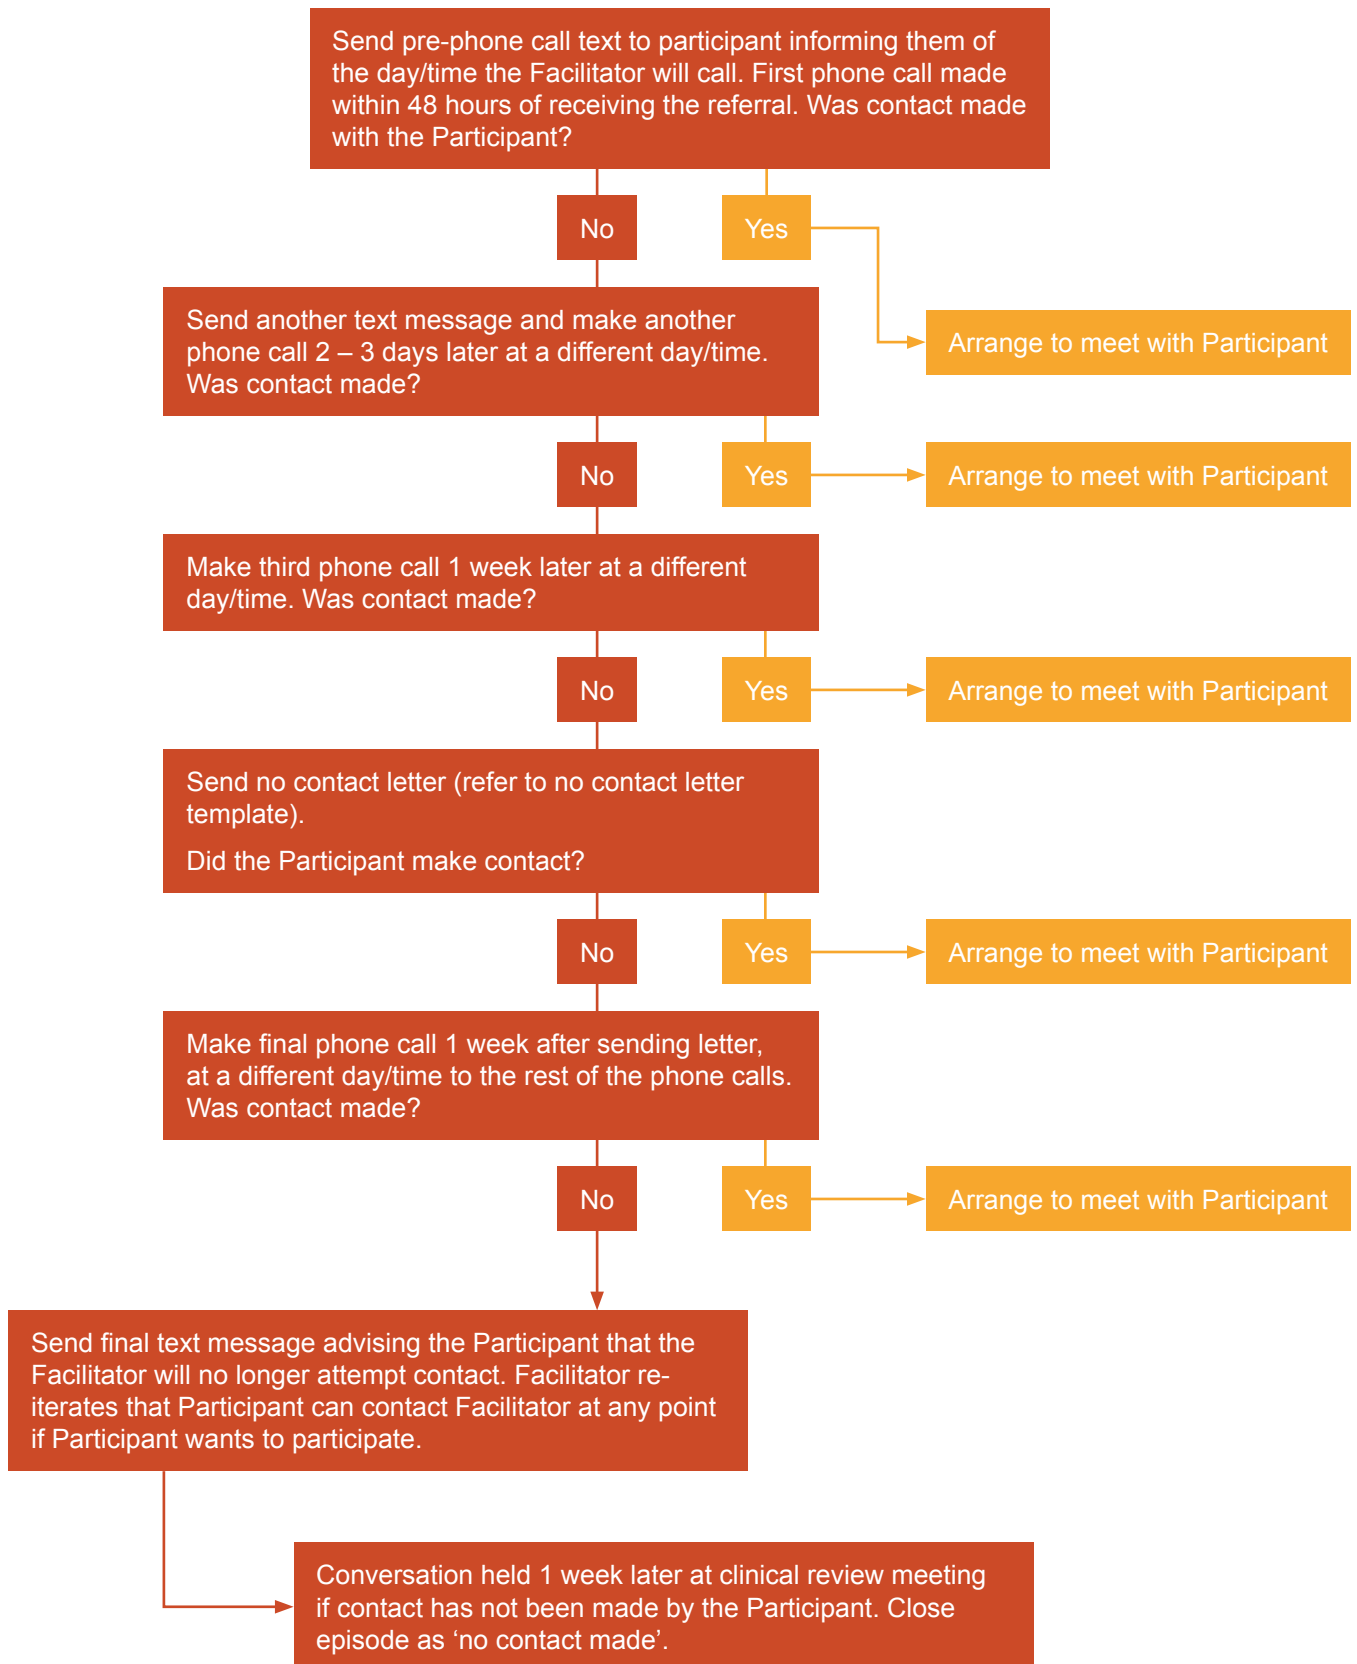 Send pre-phone call text to participant informing them of
the day/time the Facilitator will call. First phone call made
within 48 hours of receiving the referral. Was contact made
with the Participant?
No
Yes
Arrange to meet with Participant
Send another text message and make another
phone call 2 – 3 days later at a different day/time.
Was contact made?
No
Yes
Arrange to meet with Participant
Make third phone call 1 week later at a different
day/time. Was contact made?
No
Yes
Arrange to meet with Participant
Send no contact letter (refer to no contact letter
template).
Did the Participant make contact?
No
Yes
Arrange to meet with Participant
Make final phone call 1 week after sending letter,
at a different day/time to the rest of the phone calls.
Was contact made?
No
Yes
Arrange to meet with Participant
Send final text message advising the Participant that the
Facilitator will no longer attempt contact. Facilitator re-
iterates that Participant can contact Facilitator at any point
if Participant wants to participate.
Conversation held 1 week later at clinical review meeting
if contact has not been made by the Participant. Close
episode as ‘no contact made’.